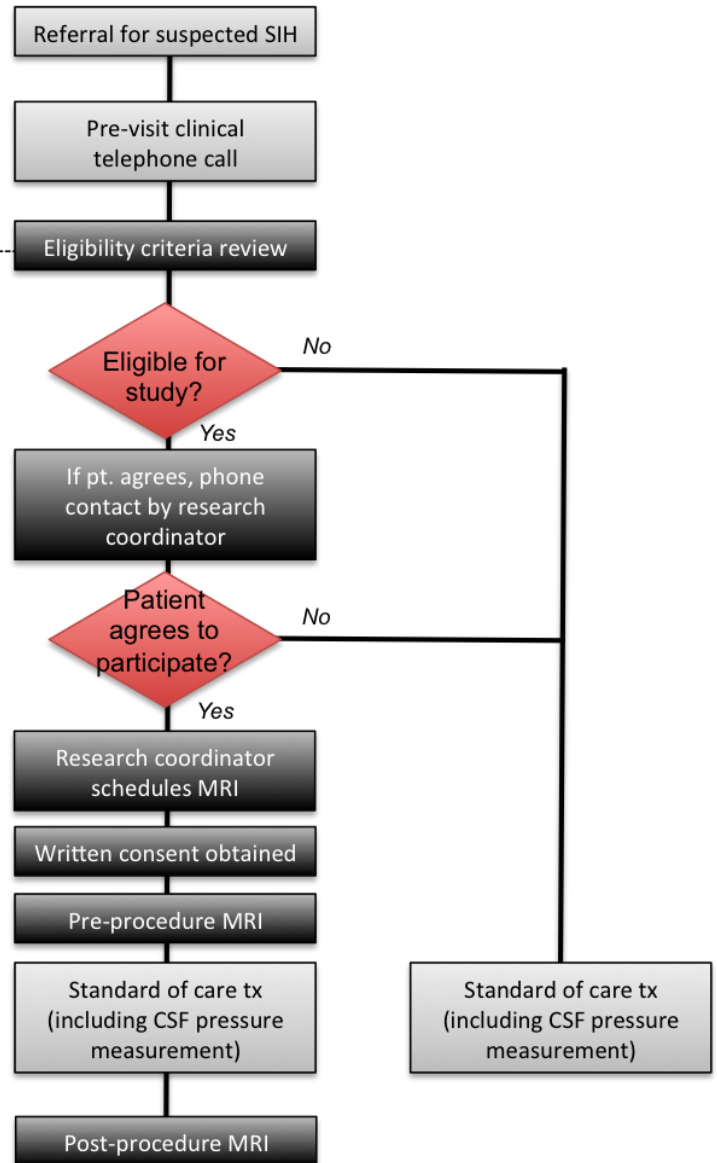 Referral for suspected SIH
Pre-visit clinical
telephone call
Eligibility criteria review
Eligible for
study?
No
Yes
If pt. agrees, phone
contact by research
coordinator
Patient
agrees to
participate?
No
Yes
Research coordinator
schedules MRI
Written consent obtained
Pre-procedure MRI
Standard of care tx
(including CSF pressure
measurement)
Standard of care tx
(including CSF pressure
measurement)
Post-procedure MRI